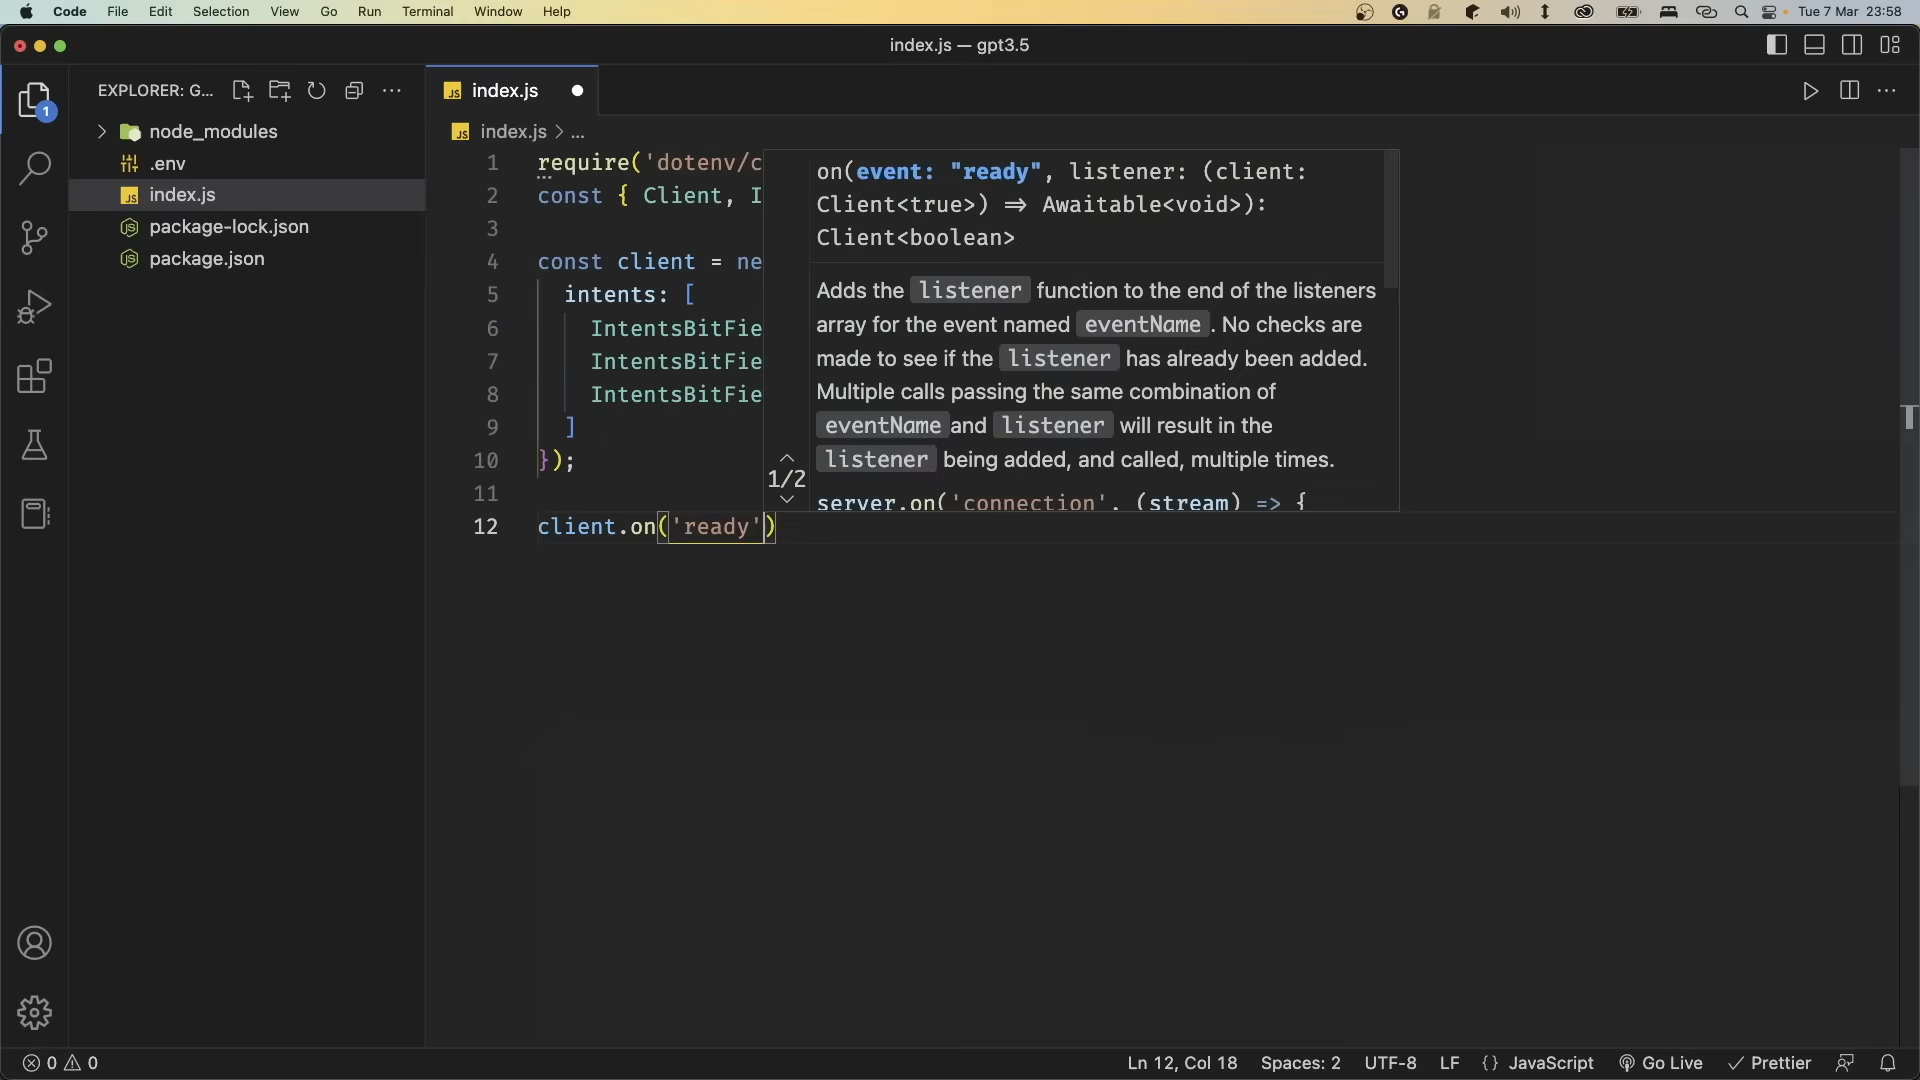 Code File Edit Selection View Go Run Terminal Window Help Tue 7 Mar 23:58
index.js — gpt3.5
EXPLORER: G... index.js
1
node_modules
.env
index.js
package-lock.json
package.json
index.js > ...
1 require('dotenv/c
2 const { Client, I
3
4 const client = ne
5 intents: [
6 IntentsBitFie
7 IntentsBitFie
8 IntentsBitFie
9 ]
10 });
11
12 client.on('ready')
1/2
on(event: "ready", listener: (client:
Client<true>) => Awaitable<void>):
Client<boolean>
Adds the listener function to the end of the listeners
array for the event named eventName. No checks are
made to see if the listener has already been added.
Multiple calls passing the same combination of
eventName and listener will result in the
listener being added, and called, multiple times.
server.on('connection', (stream) => {
0 0 Ln 12, Col 18 Spaces: 2 UTF-8 LF {} JavaScript Go Live Prettier